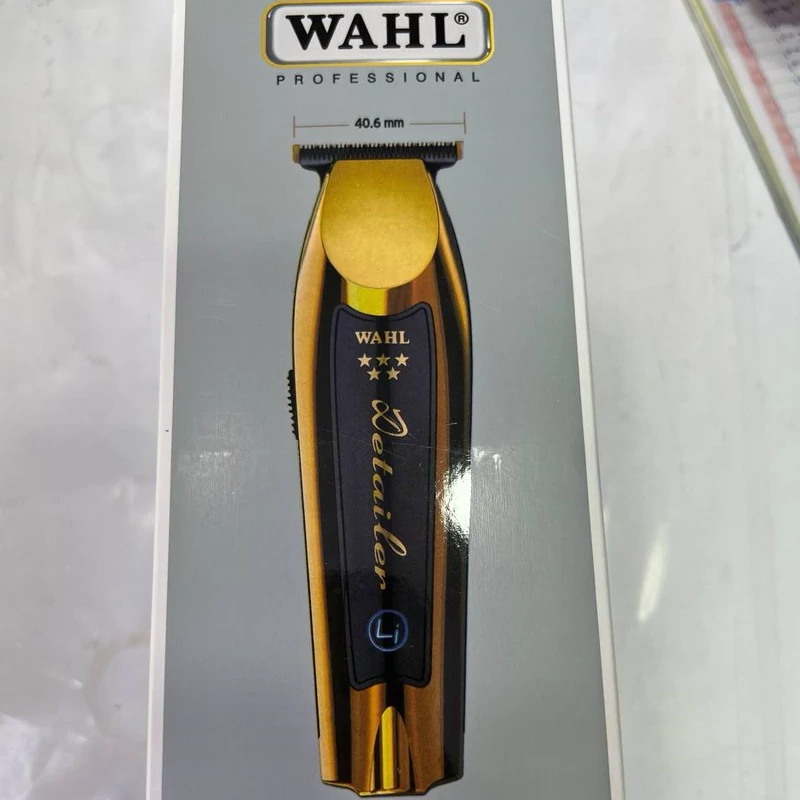 WAHL®
PROFESSIONAL
40.6 mm
WAHL
Detailer
Li